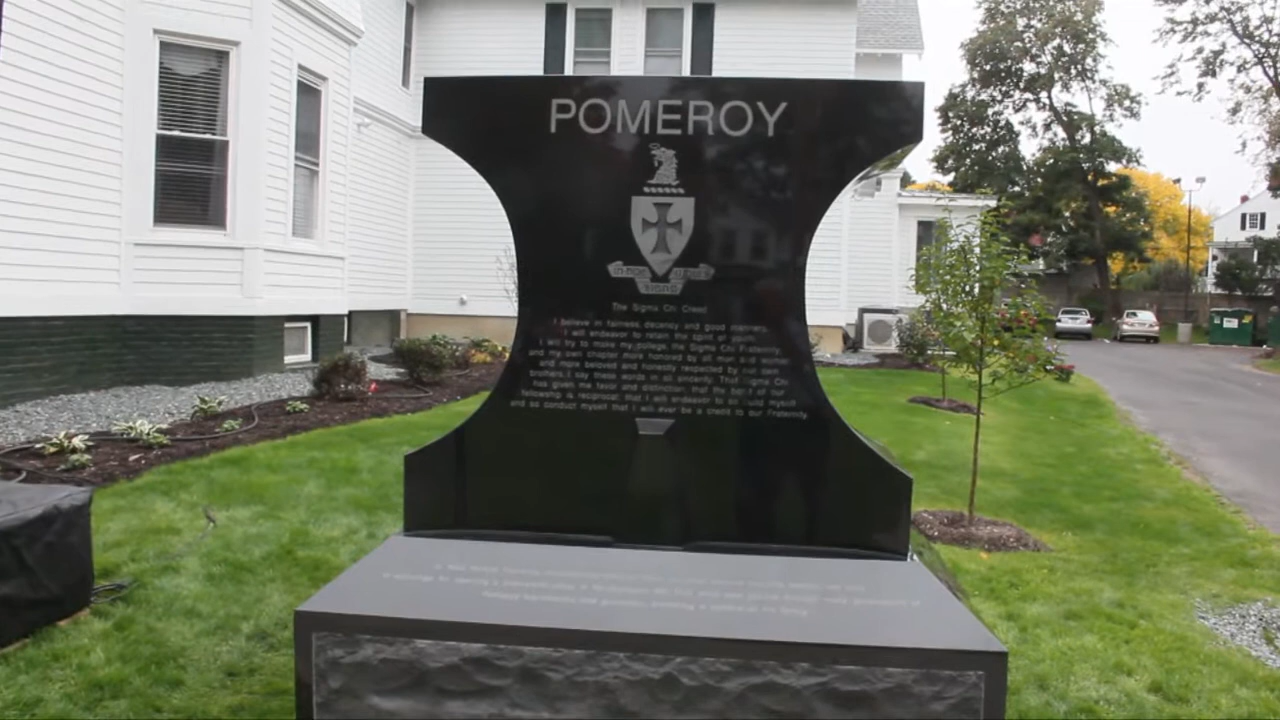 POMEROY
IN HOC SIGNO VINCES
The Sigma Chi Creed
I believe in fairness, decency and good manners.
I will endeavor to retain the spirit of youth.
I will try to make my college, the Sigma Chi Fraternity,
and my own chapter more honored by all men and women
and more beloved and honestly respected by our own
brothers. I say these words in all sincerity: That Sigma Chi
has given me favor and distinction; that the bond of our
fellowship is reciprocal; that I will endeavor to so build myself
and so conduct myself that I will ever be a credit to our Fraternity.